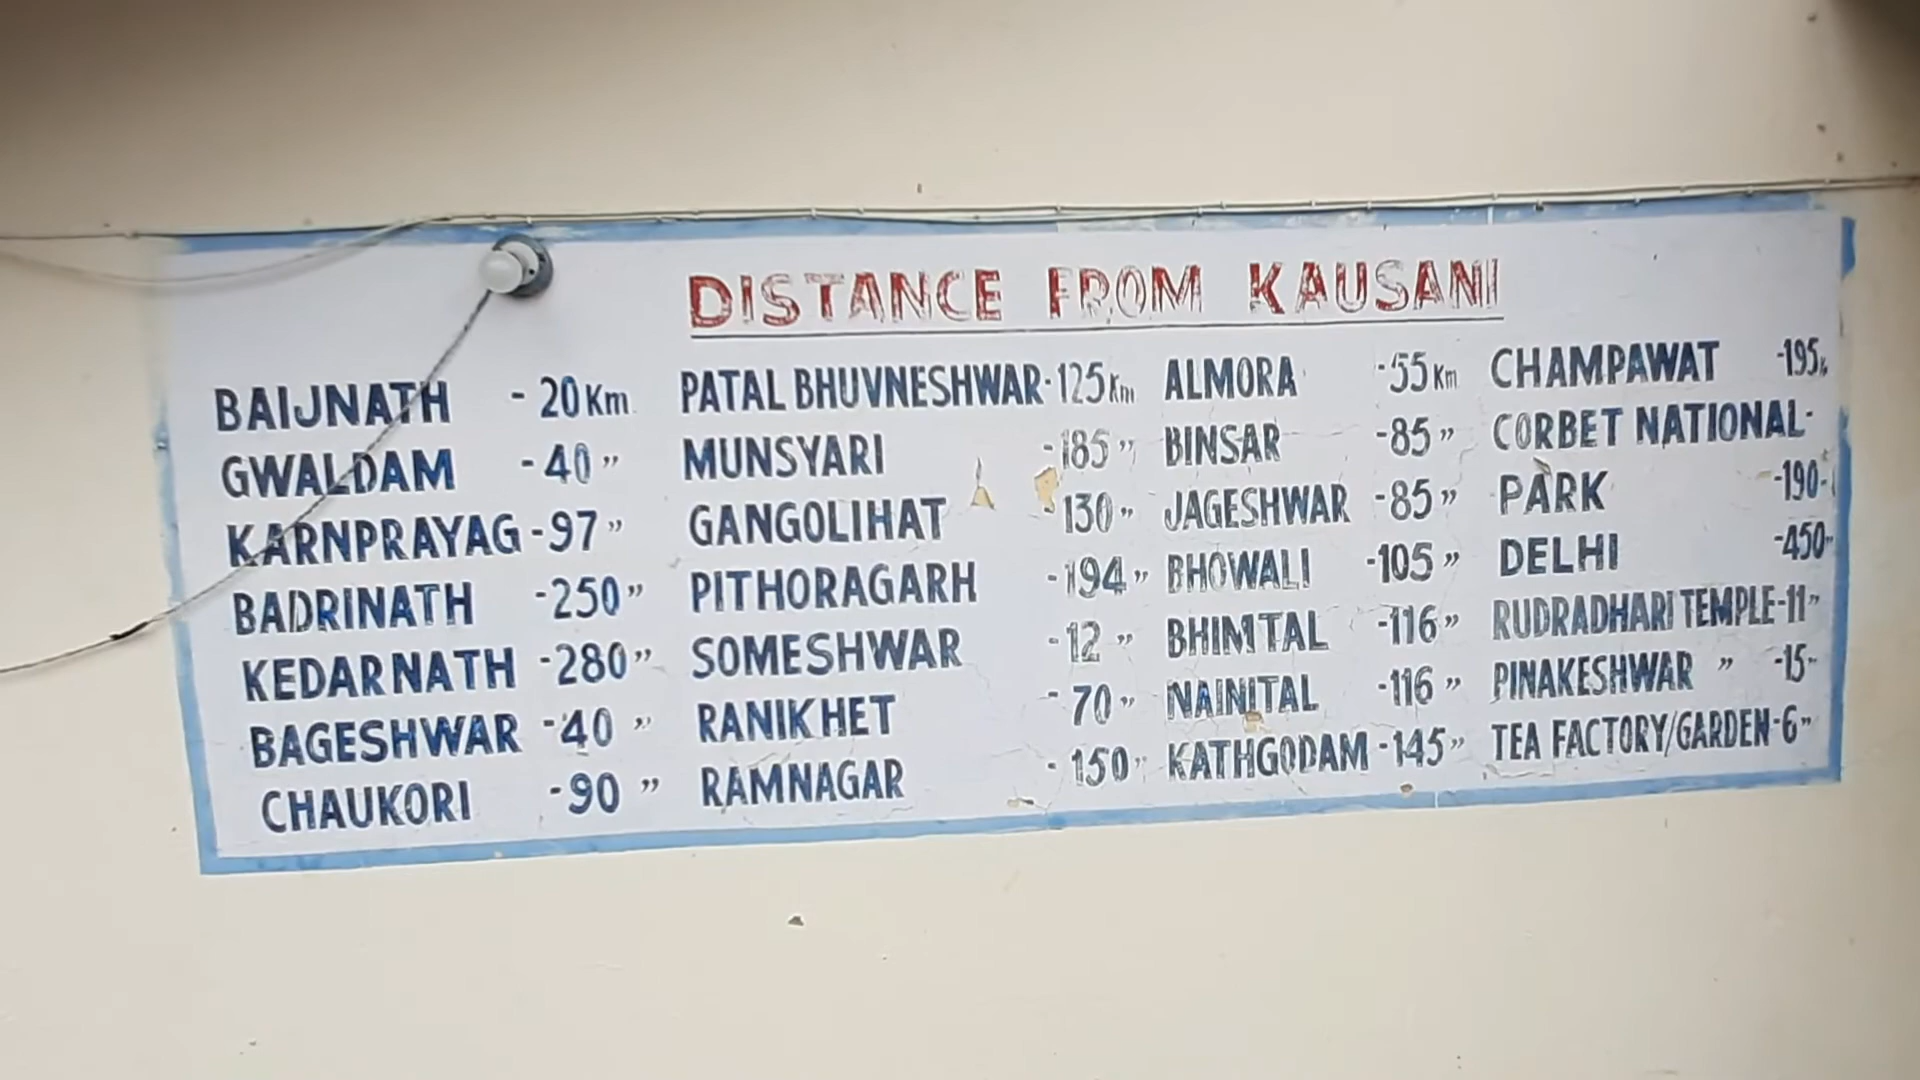 DISTANCE FROM KAUSANI
BAIJNATH - 20 Km
GWALDAM - 40 "
KARNPRAYAG - 97 "
BADRINATH - 250 "
KEDARNATH - 280 "
BAGESHWAR - 40 "
CHAUKORI - 90 "
PATAL BHUVNESHWAR - 125 Km
MUNSYARI - 185 "
GANGOLIHAT - 130 "
PITHORAGARH - 194 "
SOMESHWAR - 12 "
RANIKHET - 70 "
RAMNAGAR - 150 "
ALMORA - 55 Km
BINSAR - 85 "
JAGESHWAR - 85 "
BHOWALI - 105 "
BHIMTAL - 116 "
NAINITAL - 116 "
KATHGODAM - 145 "
CHAMPAWAT - 195 K
CORBET NATIONAL -
PARK - 190 -
DELHI - 450 "
RUDRADHARI TEMPLE - 11 "
PINAKESHWAR " - 15 -
TEA FACTORY/GARDEN - 6 "